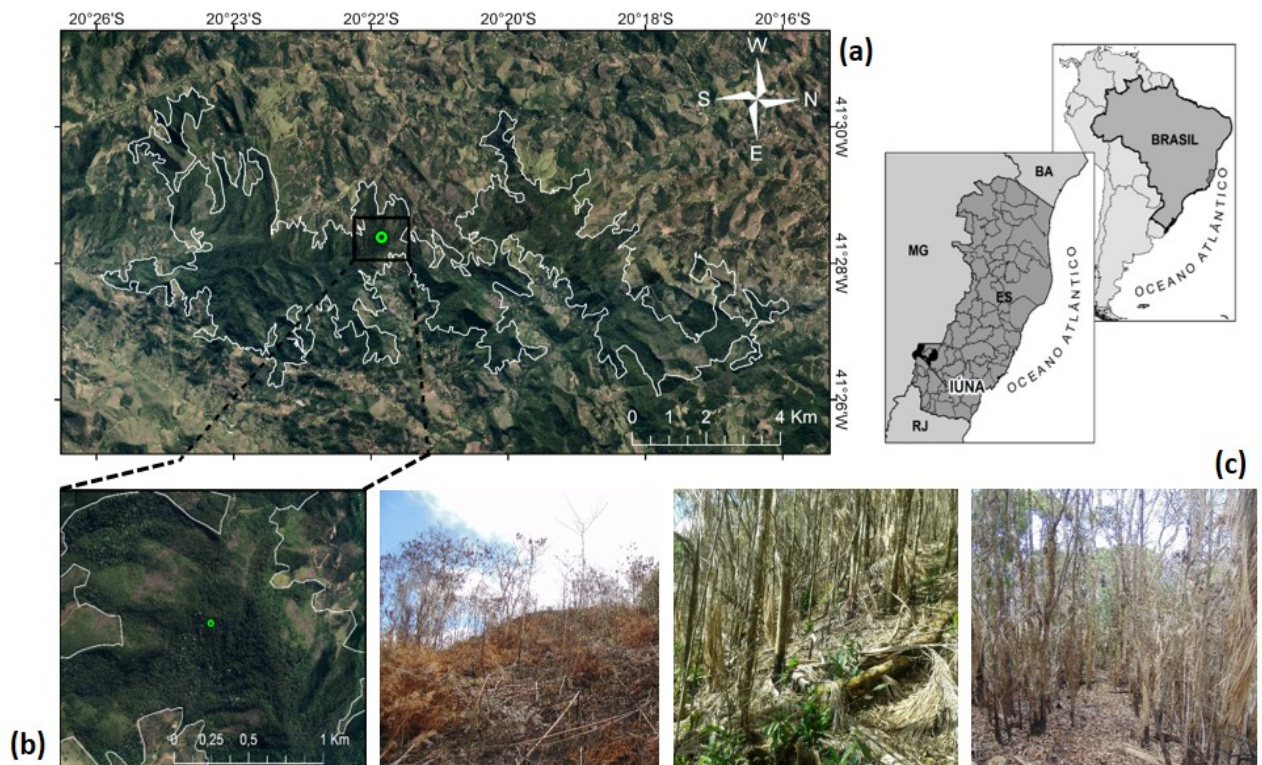 20°26'S 20°23'S 20°22'S 20°20'S 20°18'S 20°16'S
(a)
W
S N
E
41°30'W
41°28'W
41°26'W
0 1 2 4 Km
BRASIL
OCEANO ATLÂNTICO
BA
MG
ES
IÚNA
RJ
OCEANO ATLÂNTICO
(c)
(b)
0 0,25 0,5 1 Km